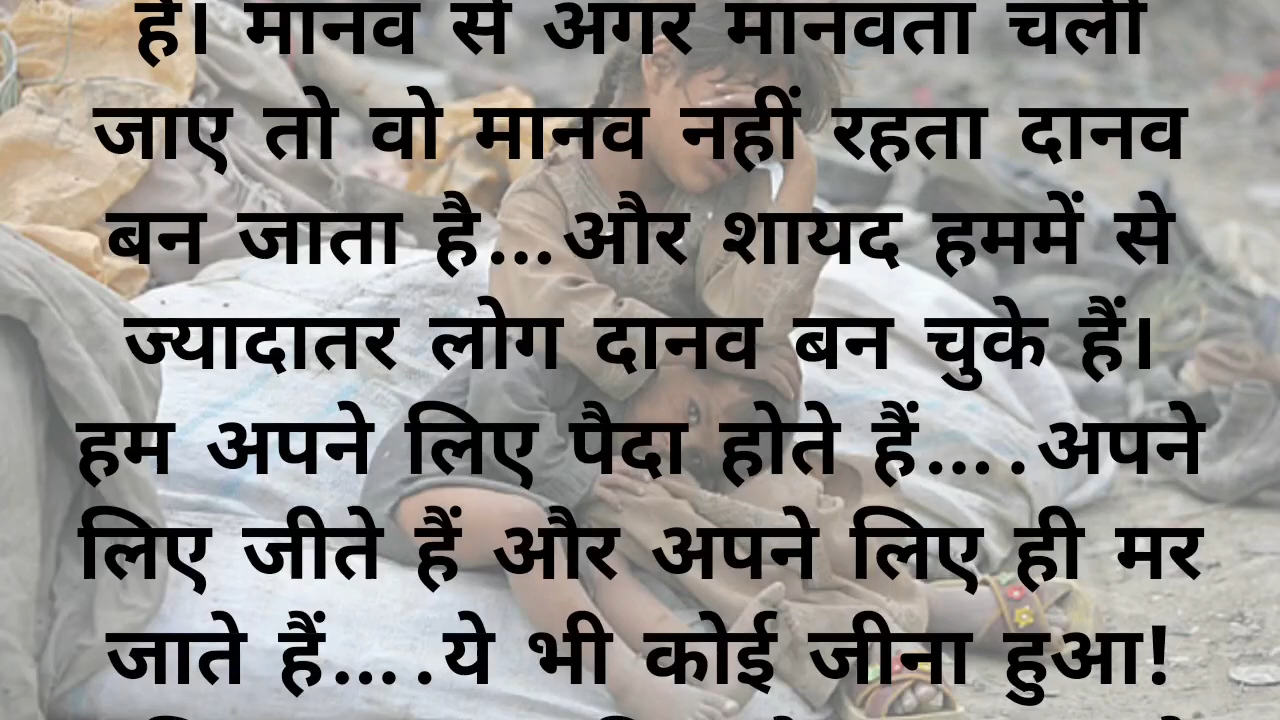 है। मानव से अगर मानवता चली
जाए तो वो मानव नहीं रहता दानव
बन जाता है...और शायद हममें से
ज्यादातर लोग दानव बन चुके हैं।
हम अपने लिए पैदा होते हैं....अपने
लिए जीते हैं और अपने लिए ही मर
जाते हैं....ये भी कोई जीना हुआ!